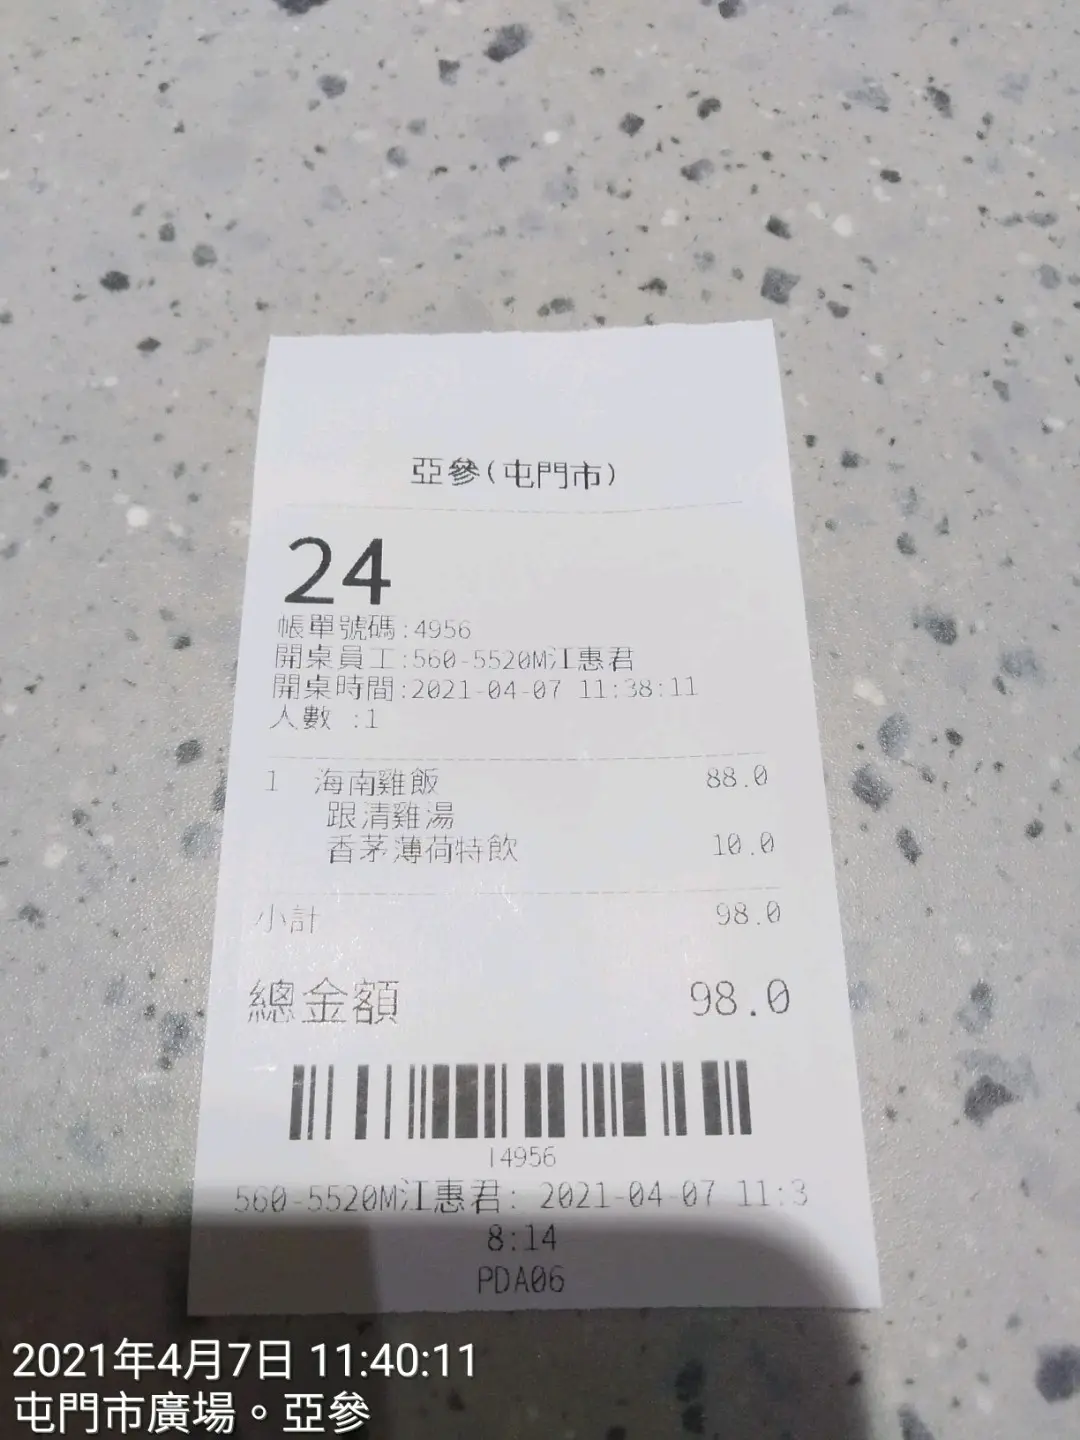 亞參(屯門市)
24
帳單號碼:4956
開桌員工:560-5520M江惠君
開桌時間:2021-04-07 11:38:11
人數 :1
1 海南雞飯 88.0
跟清雞湯
香茅薄荷特飲 10.0
小計 98.0
總金額 98.0
14956
560-5520M江惠君: 2021-04-07 11:3
8:14
PDA06
2021年4月7日 11:40:11
屯門市廣場。亞參